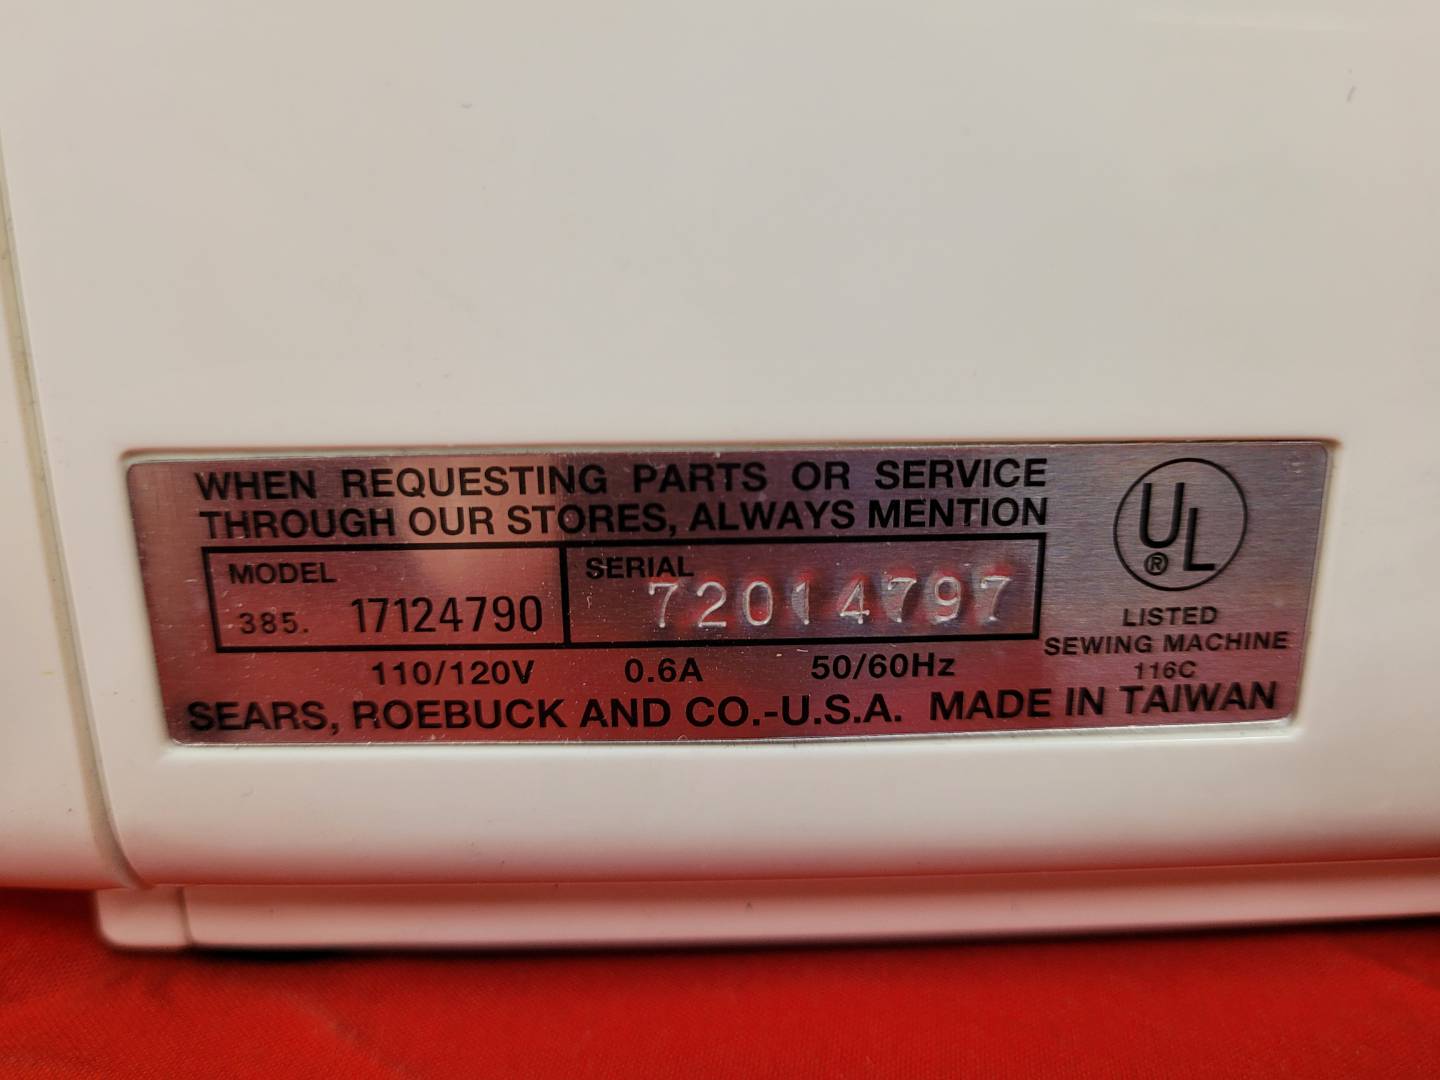 WHEN REQUESTING PARTS OR SERVICE
THROUGH OUR STORES, ALWAYS MENTION
MODEL
385. 17124790
SERIAL
72014797
110/120V 0.6A 50/60Hz
SEARS, ROEBUCK AND CO.-U.S.A. MADE IN TAIWAN
UL
®
LISTED
SEWING MACHINE
116C